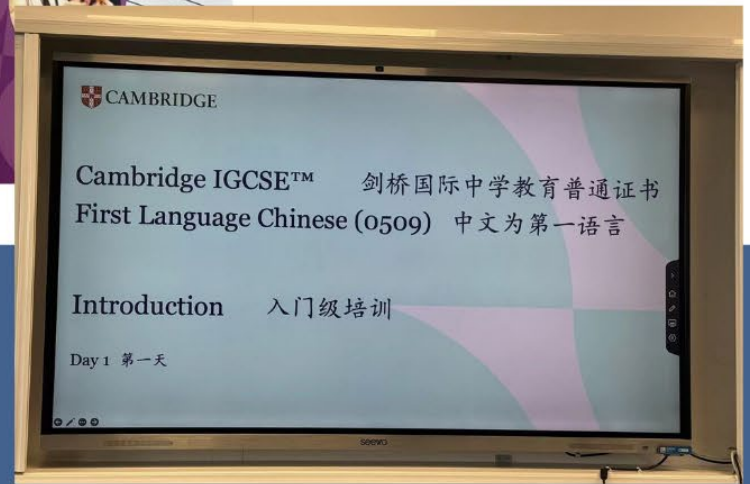 CAMBRIDGE
Cambridge IGCSE™ 剑桥国际中学教育普通证书
First Language Chinese (0509) 中文为第一语言
Introduction 入门级培训
Day 1 第一天
seewo